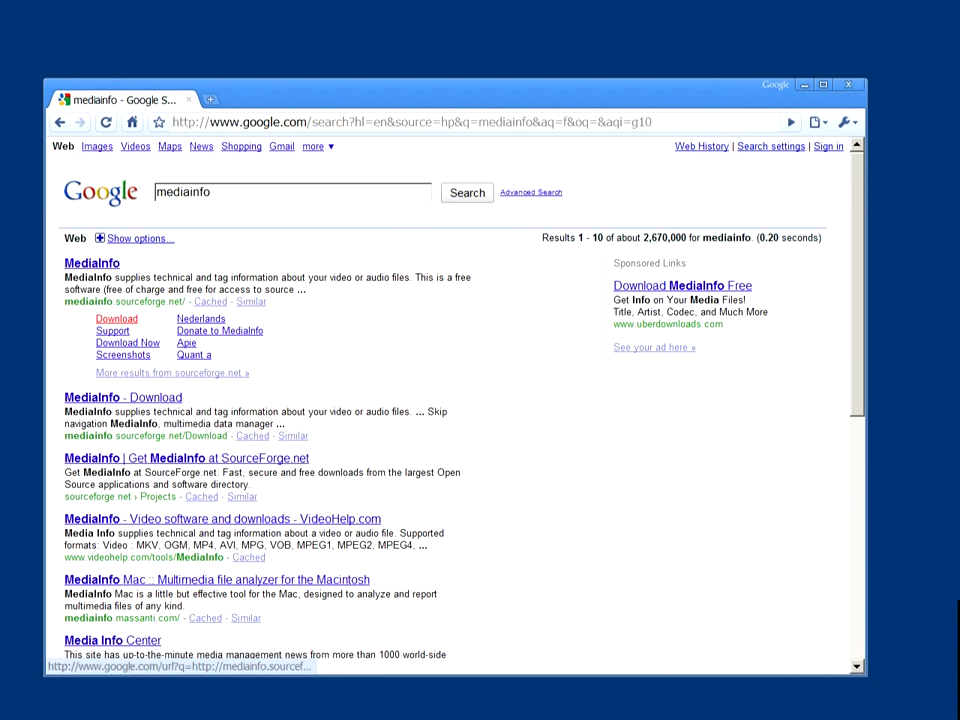 Google
mediainfo - Google S...
http://www.google.com/search?hl=en&source=hp&q=mediainfo&aq=f&oq=&aqi=g10
Web Images Videos Maps News Shopping Gmail more ▼ Web History | Search settings | Sign in
Google mediainfo Search Advanced Search
Web Show options... Results 1 - 10 of about 2,670,000 for mediainfo. (0.20 seconds)
MediaInfo
MediaInfo supplies technical and tag information about your video or audio files. This is a free
software (free of charge and free for access to source ...
mediainfo.sourceforge.net/ - Cached - Similar
Download Nederlands
Support Donate to MediaInfo
Download Now Apie
Screenshots Quant a
More results from sourceforge.net »
Sponsored Links
Download MediaInfo Free
Get Info on Your Media Files!
Title, Artist, Codec, and Much More
www.uberdownloads.com
See your ad here »
MediaInfo - Download
MediaInfo supplies technical and tag information about your video or audio files. ... Skip
navigation MediaInfo, multimedia data manager ...
mediainfo.sourceforge.net/Download - Cached - Similar
MediaInfo | Get MediaInfo at SourceForge.net
Get MediaInfo at SourceForge.net. Fast, secure and free downloads from the largest Open
Source applications and software directory.
sourceforge.net › Projects - Cached - Similar
MediaInfo - Video software and downloads - VideoHelp.com
Media Info supplies technical and tag information about a video or audio file. Supported
formats: Video : MKV, OGM, MP4, AVI, MPG, VOB, MPEG1, MPEG2, MPEG4, ...
www.videohelp.com/tools/MediaInfo - Cached
MediaInfo Mac :: Multimedia file analyzer for the Macintosh
MediaInfo Mac is a little but effective tool for the Mac, designed to analyze and report
multimedia files of any kind.
mediainfo.massanti.com/ - Cached - Similar
Media Info Center
This site has up-to-the-minute media management news from more than 1000 world-side
http://www.google.com/url?q=http://mediainfo.sourcef...